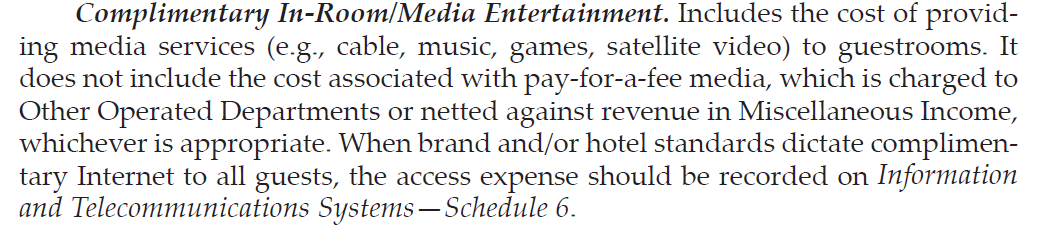 Complimentary In-Room/Media Entertainment. Includes the cost of provid-
ing media services (e.g., cable, music, games, satellite video) to guestrooms. It
does not include the cost associated with pay-for-a-fee media, which is charged to
Other Operated Departments or netted against revenue in Miscellaneous Income,
whichever is appropriate. When brand and/or hotel standards dictate complimen-
tary Internet to all guests, the access expense should be recorded on Information
and Telecommunications Systems—Schedule 6.